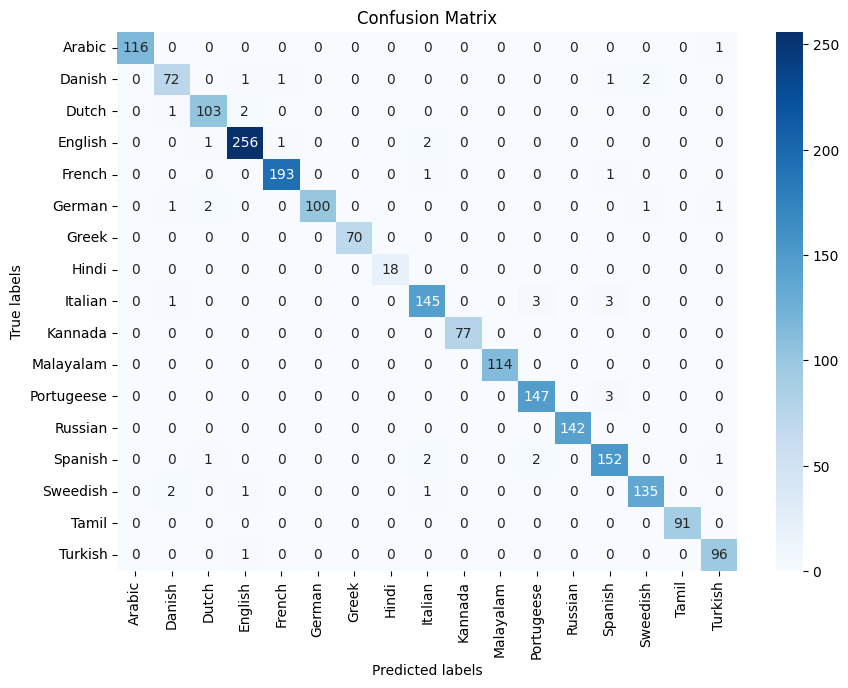 Confusion Matrix
Arabic 116 0 0 0 0 0 0 0 0 0 0 0 0 0 0 0 1
Danish 0 72 0 1 1 0 0 0 0 0 0 0 0 1 2 0 0
Dutch 0 1 103 2 0 0 0 0 0 0 0 0 0 0 0 0 0
English 0 0 1 256 1 0 0 0 2 0 0 0 0 0 0 0 0
French 0 0 0 0 193 0 0 0 1 0 0 0 0 1 0 0 0
German 0 1 2 0 0 100 0 0 0 0 0 0 0 0 1 0 1
Greek 0 0 0 0 0 0 70 0 0 0 0 0 0 0 0 0 0
Hindi 0 0 0 0 0 0 0 18 0 0 0 0 0 0 0 0 0
Italian 0 1 0 0 0 0 0 0 145 0 0 3 0 3 0 0 0
Kannada 0 0 0 0 0 0 0 0 0 77 0 0 0 0 0 0 0
Malayalam 0 0 0 0 0 0 0 0 0 0 114 0 0 0 0 0 0
Portugeese 0 0 0 0 0 0 0 0 0 0 0 147 0 3 0 0 0
Russian 0 0 0 0 0 0 0 0 0 0 0 0 142 0 0 0 0
Spanish 0 0 1 0 0 0 0 0 2 0 0 2 0 152 0 0 1
Sweedish 0 2 0 1 0 0 0 0 1 0 0 0 0 0 135 0 0
Tamil 0 0 0 0 0 0 0 0 0 0 0 0 0 0 0 91 0
Turkish 0 0 0 1 0 0 0 0 0 0 0 0 0 0 0 0 96
True labels
Arabic
Danish
Dutch
English
French
German
Greek
Hindi
Italian
Kannada
Malayalam
Portugeese
Russian
Spanish
Sweedish
Tamil
Turkish
Predicted labels
250
200
150
100
50
0